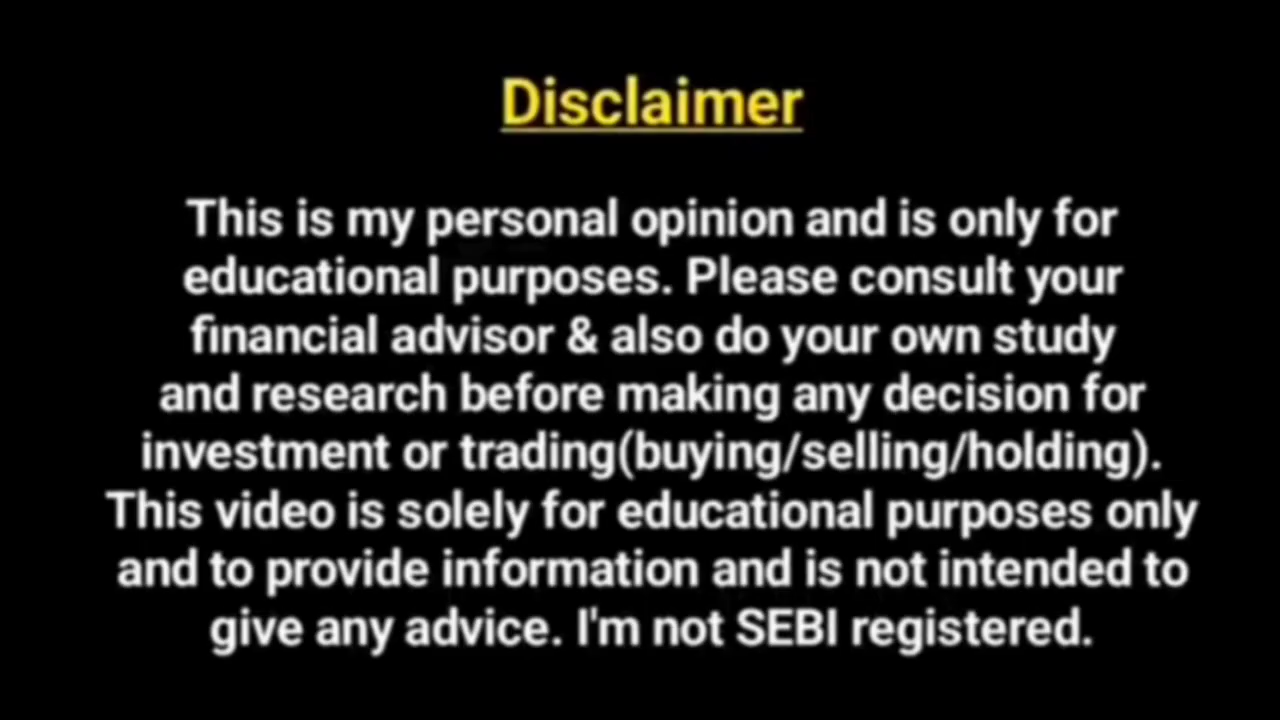 Disclaimer
This is my personal opinion and is only for
educational purposes. Please consult your
financial advisor & also do your own study
and research before making any decision for
investment or trading(buying/selling/holding).
This video is solely for educational purposes only
and to provide information and is not intended to
give any advice. I'm not SEBI registered.